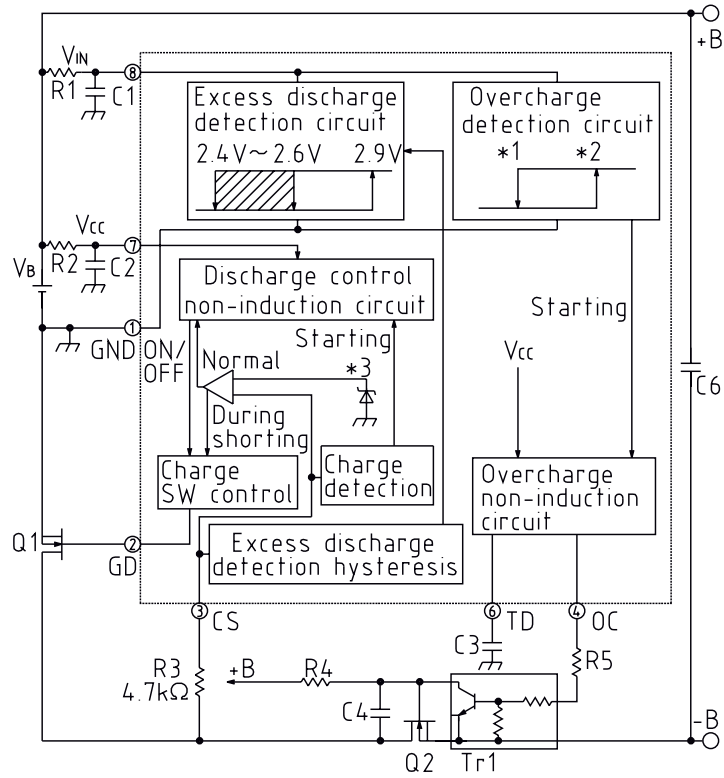 +B
VIN
R1
C1
8
Excess discharge
detection circuit
2.4V～2.6V 2.9V
Overcharge
detection circuit
*1 *2
VCC
R2
C2
7
VB
Discharge control
non-induction circuit
1
GND
ON/
OFF
Starting
Normal
*3
During
shorting
Starting
VCC
C6
Charge
SW control
Charge
detection
Overcharge
non-induction
circuit
Q1
2
GD
Excess discharge
detection hysteresis
3 CS
6 TD
4 OC
C3
R5
R3
4.7kΩ
+B
R4
C4
Q2
Tr1
−B